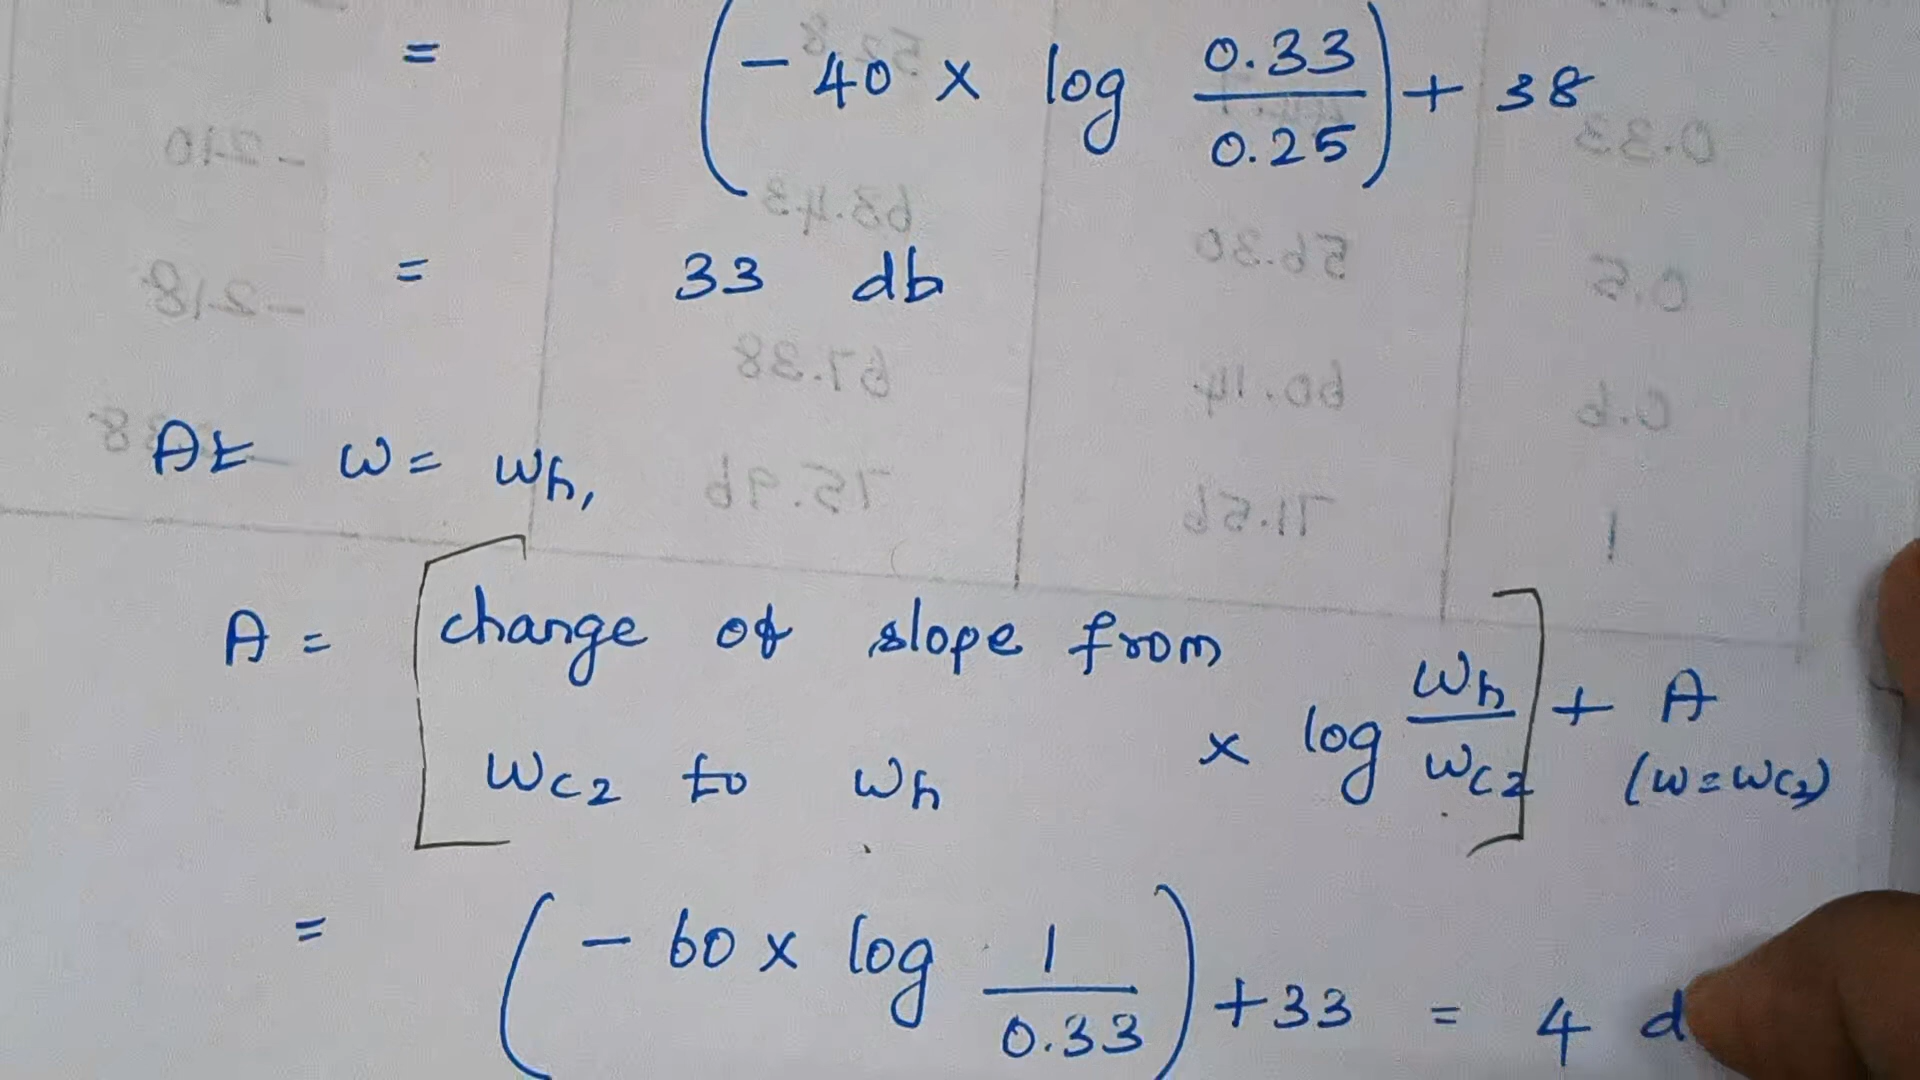 = ( - 40 x log 0.33/0.25 ) + 38
= 33 db
At ω = ωh,
A = [ change of slope from ωc2 to ωh x log ωh/ωc2 ] + A (ω=ωc2)
= ( - 60 x log 1/0.33 ) + 33 = 4 d